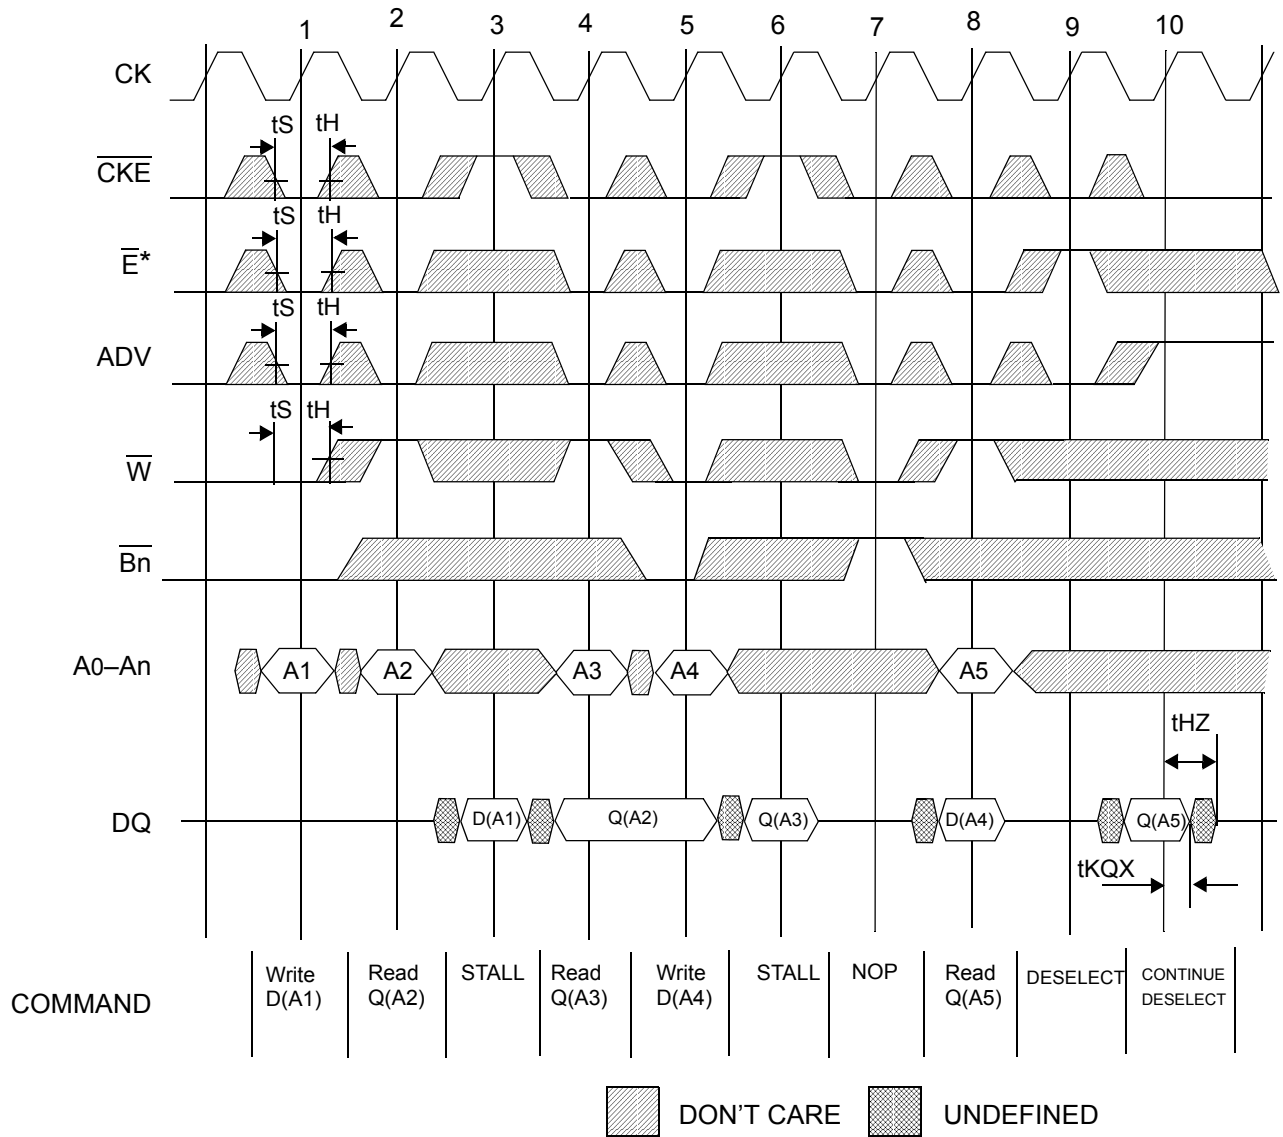 1 2 3 4 5 6 7 8 9 10
CK
tS tH
CKE
tS tH
E*
tS tH
ADV
tS tH
W
Bn
A0–An A1 A2 A3 A4 A5
tHZ
DQ D(A1) Q(A2) Q(A3) D(A4) Q(A5)
tKQX
COMMAND
Write
D(A1)
Read
Q(A2)
STALL
Read
Q(A3)
Write
D(A4)
STALL
NOP
Read
Q(A5)
DESELECT
CONTINUE
DESELECT
DON'T CARE
UNDEFINED